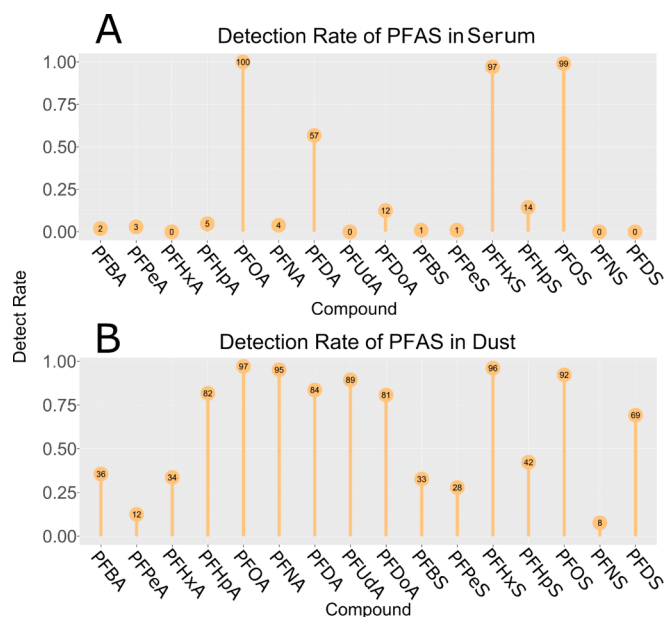 A
Detection Rate of PFAS in Serum
1.00
0.75
0.50
0.25
0.00
2 3 0 5 100 4 57 0 12 1 1 97 14 99 0 0
PFBA PFPeA PFHxA PFHpA PFOA PFNA PFDA PFUdA PFDoA PFBS PFPeS PFHxS PFHpS PFOS PFNS PFDS
Compound
Detect Rate
B
Detection Rate of PFAS in Dust
1.00
0.75
0.50
0.25
0.00
36 12 34 82 97 95 84 89 81 33 28 96 42 92 8 69
PFBA PFPeA PFHxA PFHpA PFOA PFNA PFDA PFUdA PFDoA PFBS PFPeS PFHxS PFHpS PFOS PFNS PFDS
Compound